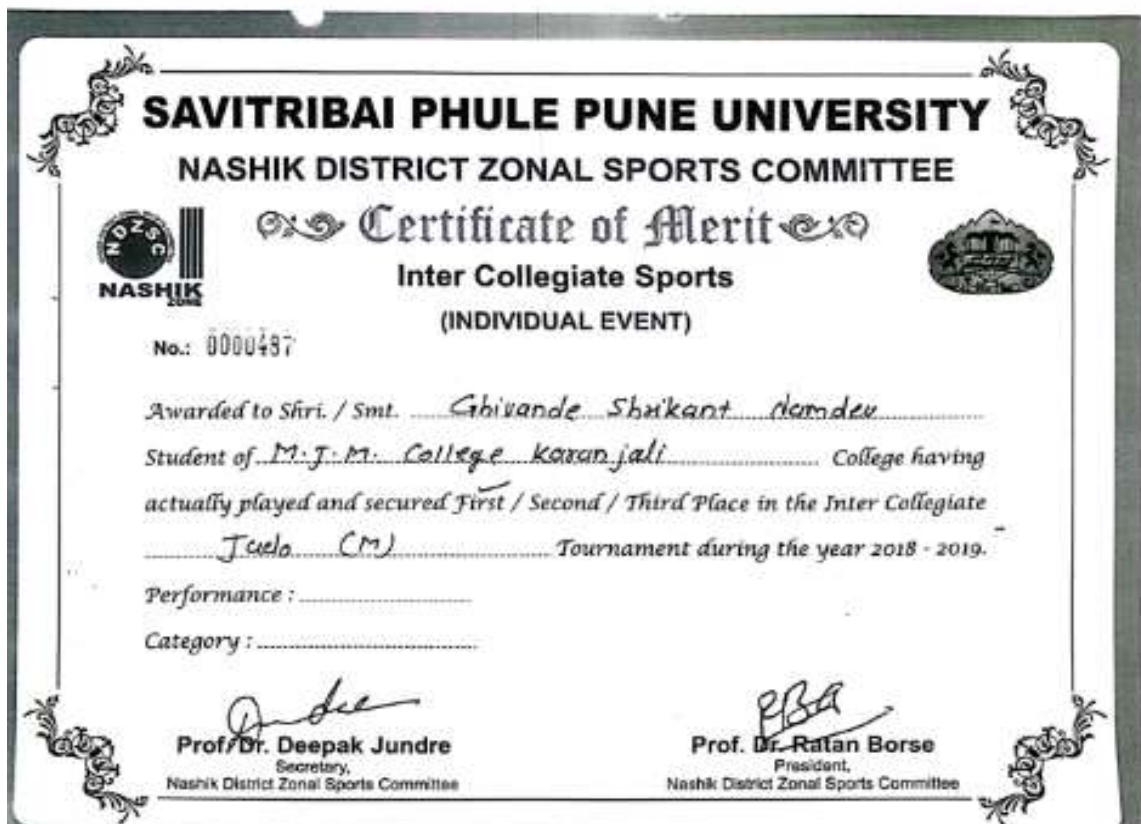 SAVITRIBAI PHULE PUNE UNIVERSITY
NASHIK DISTRICT ZONAL SPORTS COMMITTEE
Certificate of Merit
NDZSC
NASHIK
ZONE
Inter Collegiate Sports
(INDIVIDUAL EVENT)
No.: 0000487
Awarded to Shri. / Smt. Ghivande Shrikant Namdev
Student of M.J.M. College Karanjali College having
actually played and secured First / Second / Third Place in the Inter Collegiate
Judo (M) Tournament during the year 2018 - 2019.
Performance :
Category :
Prof. Dr. Deepak Jundre
Secretary,
Nashik District Zonal Sports Committee
Prof. Dr. Ratan Borse
President,
Nashik District Zonal Sports Committee